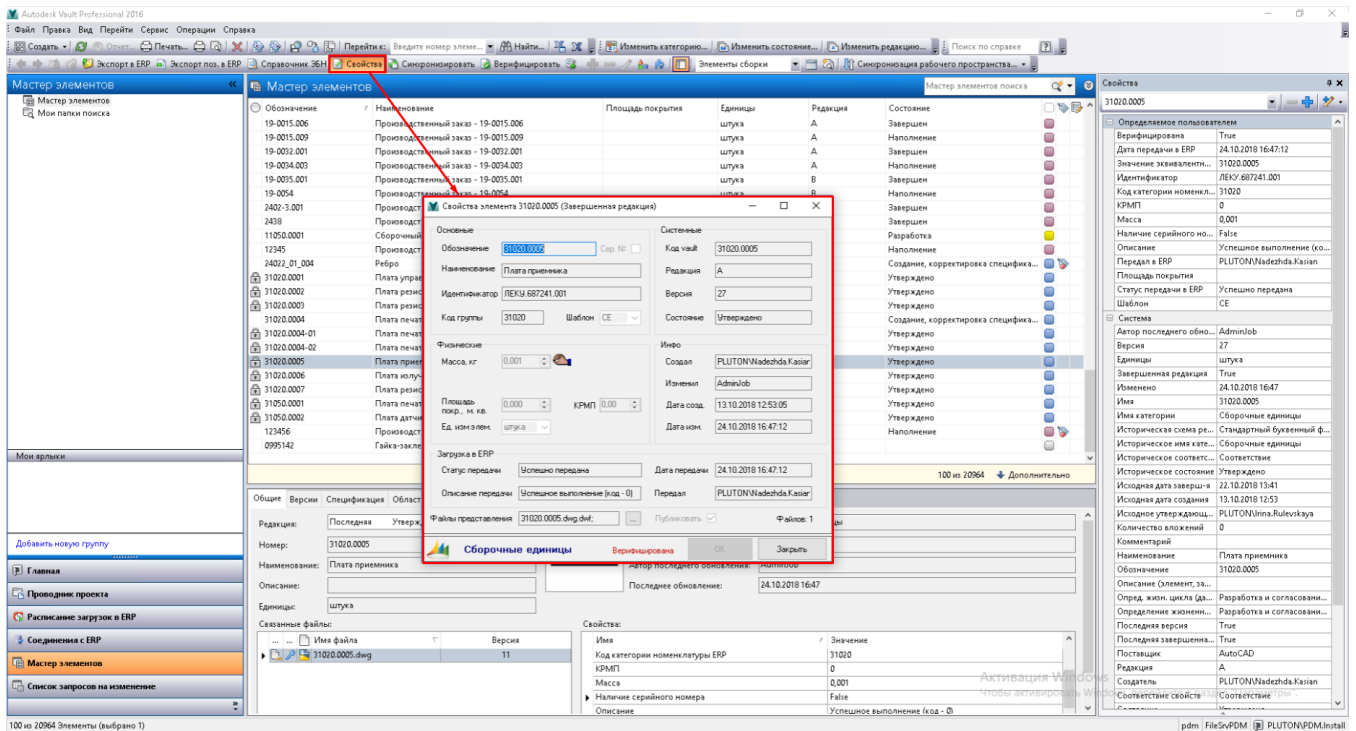 Autodesk Vault Professional 2016
Файл Правка Вид Перейти Сервис Операции Справка
Создать Отчет... Печать... Перейти к: Введите номер элеме... Найти... Изменить категорию... Изменить состояние... Изменить редакцию... Поиск по справке
Экспорт в ERP Экспорт поз. в ERP Справочник ЭБН Свойства Синхронизировать Верифицировать Элементы сборки Синхронизация рабочего пространства...
Мастер элементов «
Мастер элементов
Мои папки поиска
Мои ярлыки
Добавить новую группу
Главная
Проводник проекта
Расписание загрузок в ERP
Соединения с ERP
Мастер элементов
Список запросов на изменение
Мастер элементов Мастер элементов поиска
Обозначение / Наименование Площадь покрытия Единицы Редакция Состояние
19-0015.006 Производственный заказ - 19-0015.006 штука A Завершен
19-0015.009 Производственный заказ - 19-0015.009 штука A Наполнение
19-0032.001 Производственный заказ - 19-0032.001 штука A Завершен
19-0034.003 Производственный заказ - 19-0034.003 штука A Наполнение
19-0035.001 Производственный заказ - 19-0035.001 штука B Завершен
19-0054 Производственный заказ - 19-0054 штука B Наполнение
2402-3.001 Производст Завершен
2438 Производст Завершен
11050.0001 Сборочный Разработка
12345 Производст Наполнение
24022_01_004 Ребро Создание, корректировка специфика...
31020.0001 Плата управ Утверждено
31020.0002 Плата резис Утверждено
31020.0003 Плата резис Утверждено
31020.0004 Плата печат Создание, корректировка специфика...
31020.0004-01 Плата печат Утверждено
31020.0004-02 Плата печат Утверждено
31020.0005 Плата прием Утверждено
31020.0006 Плата излуч Утверждено
31020.0007 Плата резис Утверждено
31050.0001 Плата печат Утверждено
31050.0002 Плата датчи Утверждено
123456 Производст Наполнение
0995142 Гайка-закле
100 из 20964 Дополнительно
Свойства элемента 31020.0005 (Завершенная редакция)
Основные Системные
Обозначение 31020.0005 Сер. № Код vault 31020.0005
Наименование Плата приемника Редакция A
Идентификатор ЛЕКУ.687241.001 Версия 27
Код группы 31020 Шаблон CE Состояние Утверждено
Физические Инфо
Масса, кг 0,001 Создал PLUTON\Nadezhda.Kasiar
Изменил AdminJob
Площадь покр., м. кв. 0,000 КРМП 0,00 Дата созд. 13.10.2018 12:53:05
Ед. изм элем. штука Дата изм. 24.10.2018 16:47:12
Загрузка в ERP
Статус передачи Успешно передана Дата передачи 24.10.2018 16:47:12
Описание передачи Успешное выполнение (код - 0) Передал PLUTON\Nadezhda.Kasiar
Файлы представления 31020.0005.dwg.dwf; ... Публиковать Файлов: 1
Сборочные единицы Верифицирована OK Закрыть
Общие Версии Спецификация Област
Редакция: Последняя Утверж
Номер: 31020.0005
Наименование: Плата приемника Автор последнего обновления: AdminJob
Описание: Последнее обновление: 24.10.2018 16:47
Единицы: штука
Связанные файлы: Свойства:
... ... Имя файла Версия Имя / Значение
31020.0005.dwg 11 Код категории номенклатуры ERP 31020
КРМП 0
Масса 0,001
Наличие серийного номера False
Описание Успешное выполнение (код - 0)
Свойства
31020.0005
Определяемое пользователем
Верифицирована True
Дата передачи в ERP 24.10.2018 16:47:12
Значение эквивалентн... 31020.0005
Идентификатор ЛЕКУ.687241.001
Код категории номенкл... 31020
КРМП 0
Масса 0,001
Наличие серийного но... False
Описание Успешное выполнение (ко...
Передал в ERP PLUTON\Nadezhda.Kasian
Площадь покрытия
Статус передачи в ERP Успешно передана
Шаблон CE
Система
Автор последнего обно... AdminJob
Версия 27
Единицы штука
Завершенная редакция True
Изменено 24.10.2018 16:47
Имя 31020.0005
Имя категории Сборочные единицы
Историческая схема ре... Стандартный буквенный ф...
Историческое имя кате... Сборочные единицы
Историческое соответс... Соответствие
Историческое состояние Утверждено
Исходная дата заверш-я 22.10.2018 13:41
Исходная дата создания 13.10.2018 12:53
Исходное утверждающ... PLUTON\Irina.Rulevskaya
Количество вложений 0
Комментарий
Наименование Плата приемника
Обозначение 31020.0005
Описание (элемент, за...
Опред. жизн. цикла (да... Разработка и согласовани...
Определение жизненн... Разработка и согласовани...
Последняя версия True
Последняя завершенна... True
Поставщик AutoCAD
Редакция A
Создатель PLUTON\Nadezhda.Kasian
Соответствие свойств Соответствие
Активация Windows
100 из 20964 Элементы (выбрано 1) pdm FileSrvPDM PLUTON\PDM.Install